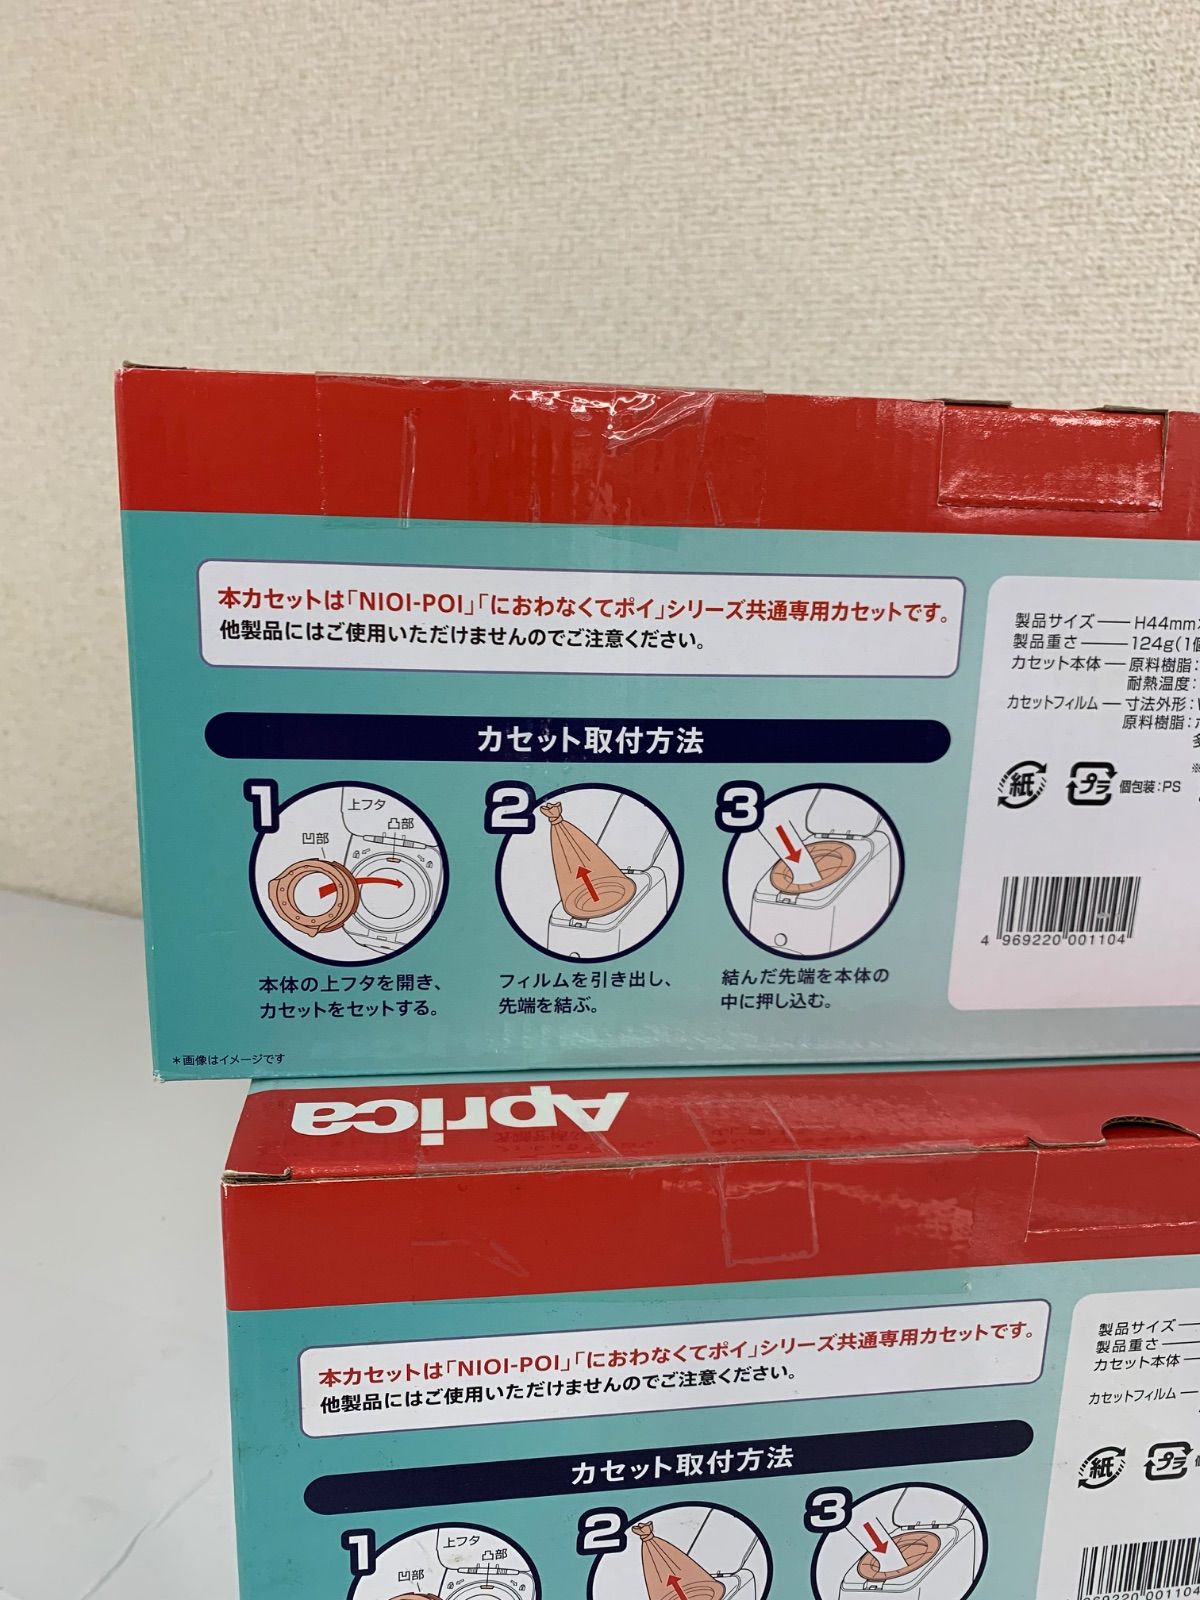 本カセットは「NIOI-POI」「におわなくてポイ」シリーズ共通専用カセットです。
他製品にはご使用いただけませんのでご注意ください。
カセット取付方法
1
上フタ
凸部
凹部
本体の上フタを開き、
カセットをセットする。
2
フィルムを引き出し、
先端を結ぶ。
3
結んだ先端を本体の
中に押し込む。
*画像はイメージです
製品サイズ H44mm
製品重さ 124g(1個
カセット本体 原料樹脂:
耐熱温度:
カセットフィルム 寸法外形:
原料樹脂:
紙
プラ
個包装:PS
4 969220 001104
Aprica
本カセットは「NIOI-POI」「におわなくてポイ」シリーズ共通専用カセットです。
他製品にはご使用いただけませんのでご注意ください。
カセット取付方法
1
上フタ
凸部
凹部
2
3
製品サイズ
製品重さ
カセット本体
カセットフィルム
紙
プラ
969220 001104